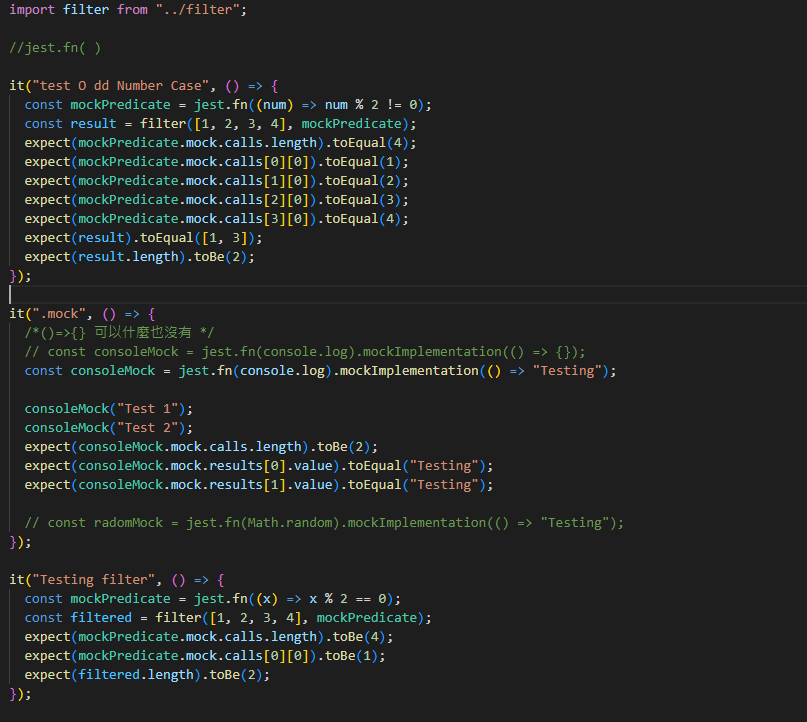 import filter from "../filter";
//jest.fn( )
it("test O dd Number Case", () => {
const mockPredicate = jest.fn((num) => num % 2 != 0);
const result = filter([1, 2, 3, 4], mockPredicate);
expect(mockPredicate.mock.calls.length).toEqual(4);
expect(mockPredicate.mock.calls[0][0]).toEqual(1);
expect(mockPredicate.mock.calls[1][0]).toEqual(2);
expect(mockPredicate.mock.calls[2][0]).toEqual(3);
expect(mockPredicate.mock.calls[3][0]).toEqual(4);
expect(result).toEqual([1, 3]);
expect(result.length).toBe(2);
});
it(".mock", () => {
/*()=>{} 可以什麼也沒有 */
// const consoleMock = jest.fn(console.log).mockImplementation(() => {});
const consoleMock = jest.fn(console.log).mockImplementation(() => "Testing");
consoleMock("Test 1");
consoleMock("Test 2");
expect(consoleMock.mock.calls.length).toBe(2);
expect(consoleMock.mock.results[0].value).toEqual("Testing");
expect(consoleMock.mock.results[1].value).toEqual("Testing");
// const radomMock = jest.fn(Math.random).mockImplementation(() => "Testing");
});
it("Testing filter", () => {
const mockPredicate = jest.fn((x) => x % 2 == 0);
const filtered = filter([1, 2, 3, 4], mockPredicate);
expect(mockPredicate.mock.calls.length).toBe(4);
expect(mockPredicate.mock.calls[0][0]).toBe(1);
expect(filtered.length).toBe(2);
});